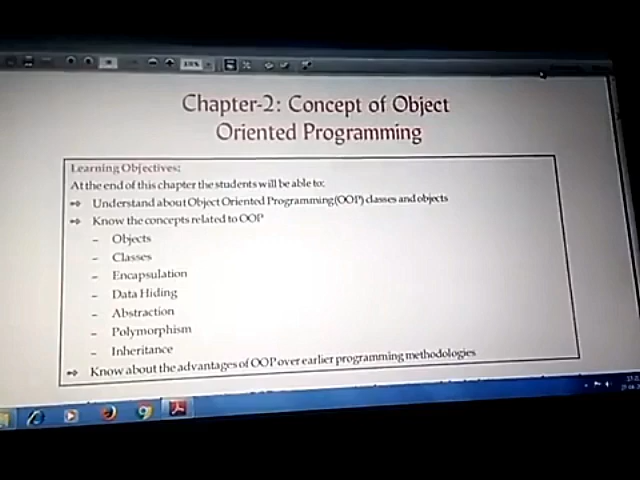 Chapter-2: Concept of Object
Oriented Programming
Learning Objectives:
At the end of this chapter the students will be able to:
⇒ Understand about Object Oriented Programming(OOP) classes and objects
⇒ Know the concepts related to OOP
– Objects
– Classes
– Encapsulation
– Data Hiding
– Abstraction
– Polymorphism
– Inheritance
⇒ Know about the advantages of OOP over earlier programming methodologies